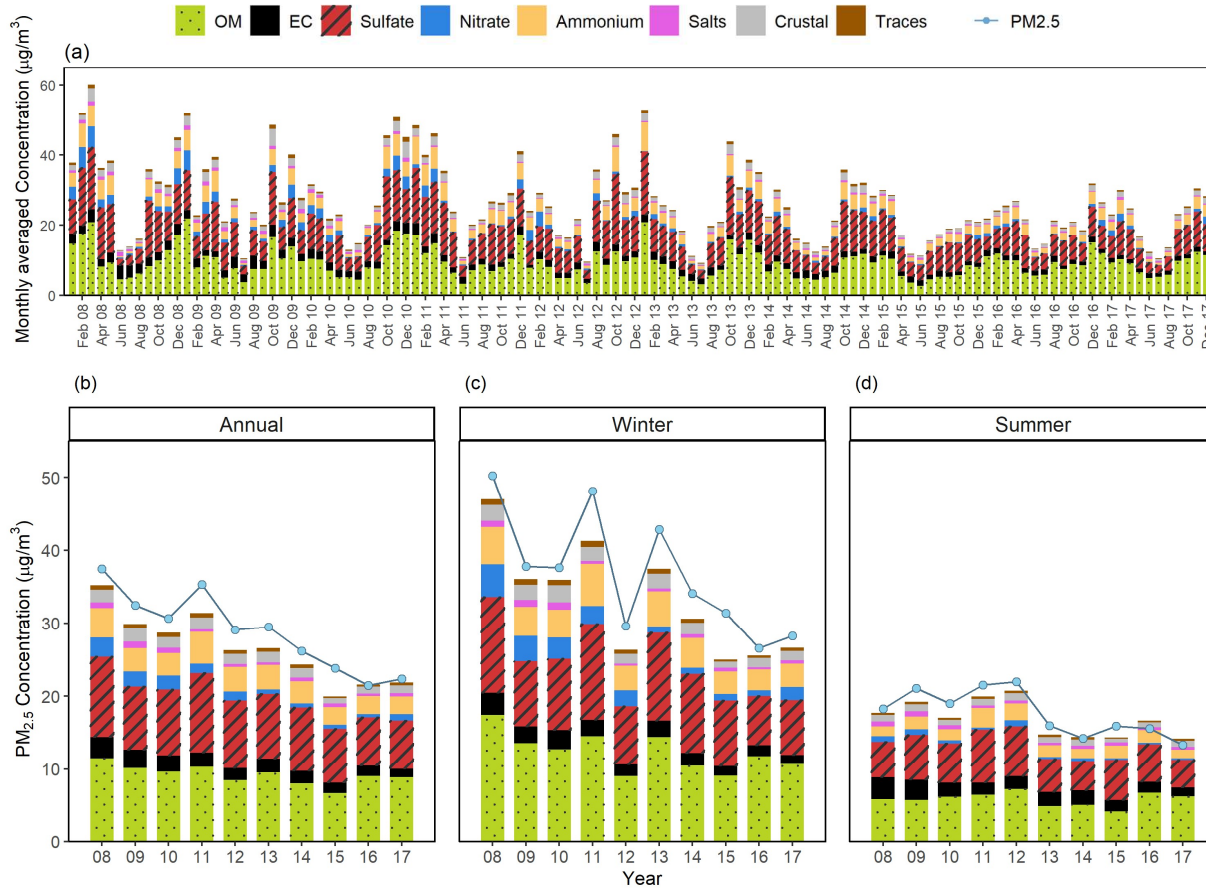 OM EC Sulfate Nitrate Ammonium Salts Crustal Traces PM2.5
(a)
Monthly averaged Concentration (μg/m³)
60
40
20
0
Feb 08 Apr 08 Jun 08 Aug 08 Oct 08 Dec 08 Feb 09 Apr 09 Jun 09 Aug 09 Oct 09 Dec 09 Feb 10 Apr 10 Jun 10 Aug 10 Oct 10 Dec 10 Feb 11 Apr 11 Jun 11 Aug 11 Oct 11 Dec 11 Feb 12 Apr 12 Jun 12 Aug 12 Oct 12 Dec 12 Feb 13 Apr 13 Jun 13 Aug 13 Oct 13 Dec 13 Feb 14 Apr 14 Jun 14 Aug 14 Oct 14 Dec 14 Feb 15 Apr 15 Jun 15 Aug 15 Oct 15 Dec 15 Feb 16 Apr 16 Jun 16 Aug 16 Oct 16 Dec 16 Feb 17 Apr 17 Jun 17 Aug 17 Oct 17
(b) (c) (d)
Annual Winter Summer
PM₂.₅ Concentration (μg/m³)
50
40
30
20
10
0
08 09 10 11 12 13 14 15 16 17 08 09 10 11 12 13 14 15 16 17 08 09 10 11 12 13 14 15 16 17
Year